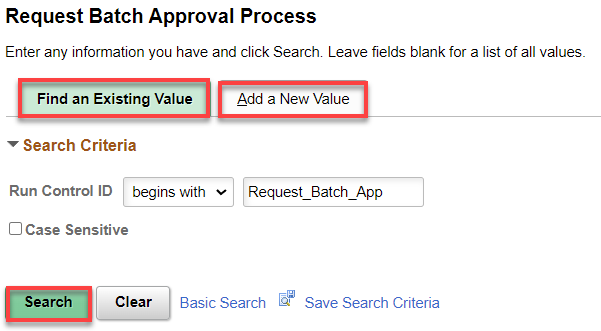 Request Batch Approval Process
Enter any information you have and click Search. Leave fields blank for a list of all values.
Find an Existing Value Add a New Value
Search Criteria
Run Control ID begins with Request_Batch_App
Case Sensitive
Search Clear Basic Search Save Search Criteria